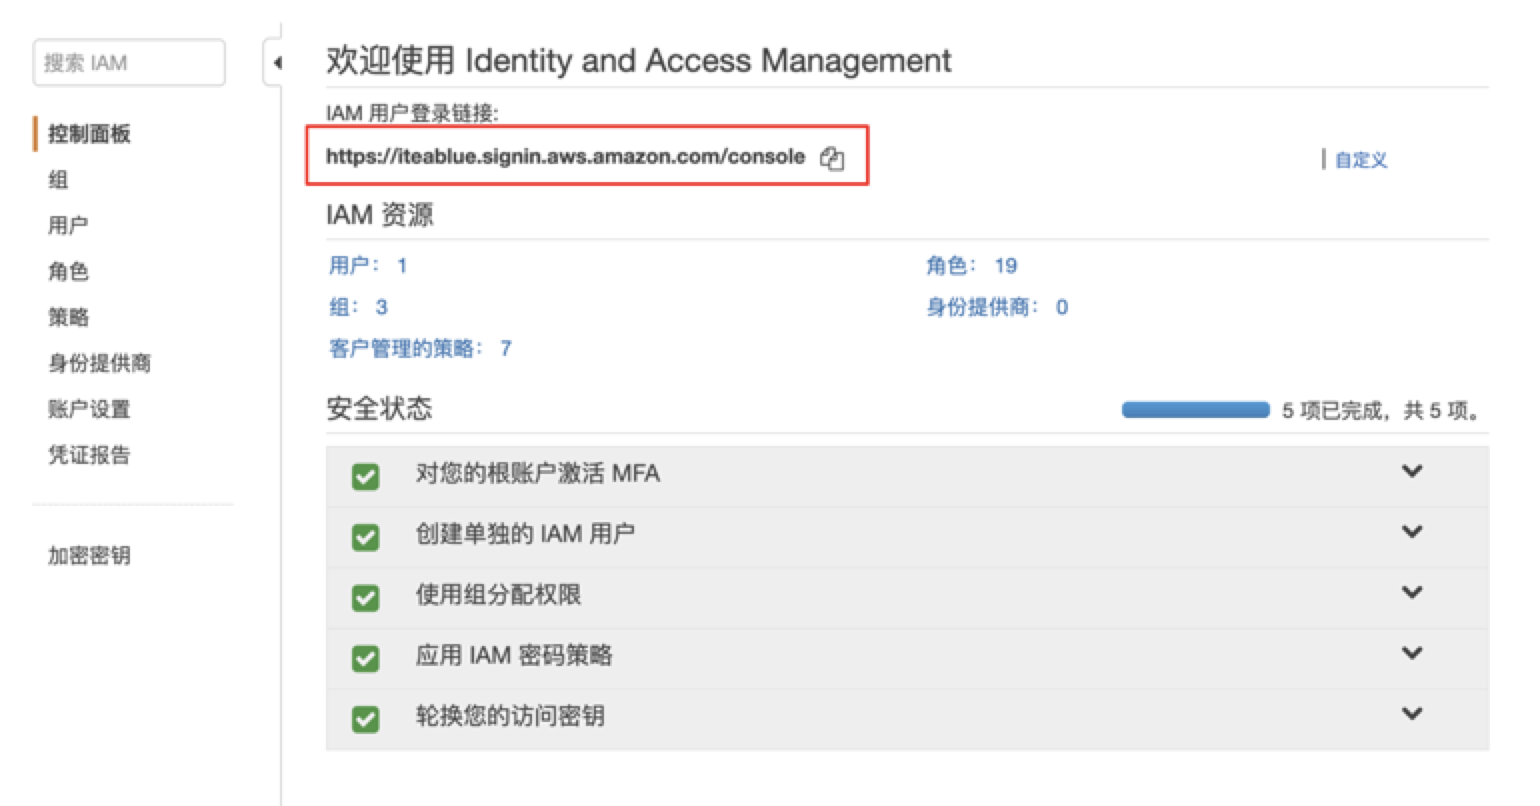 搜索 IAM
控制面板
组
用户
角色
策略
身份提供商
账户设置
凭证报告
加密密钥
欢迎使用 Identity and Access Management
IAM 用户登录链接:
https://iteablue.signin.aws.amazon.com/console
自定义
IAM 资源
用户： 1
角色： 19
组： 3
身份提供商： 0
客户管理的策略： 7
安全状态
5 项已完成，共 5 项。
对您的根账户激活 MFA
创建单独的 IAM 用户
使用组分配权限
应用 IAM 密码策略
轮换您的访问密钥